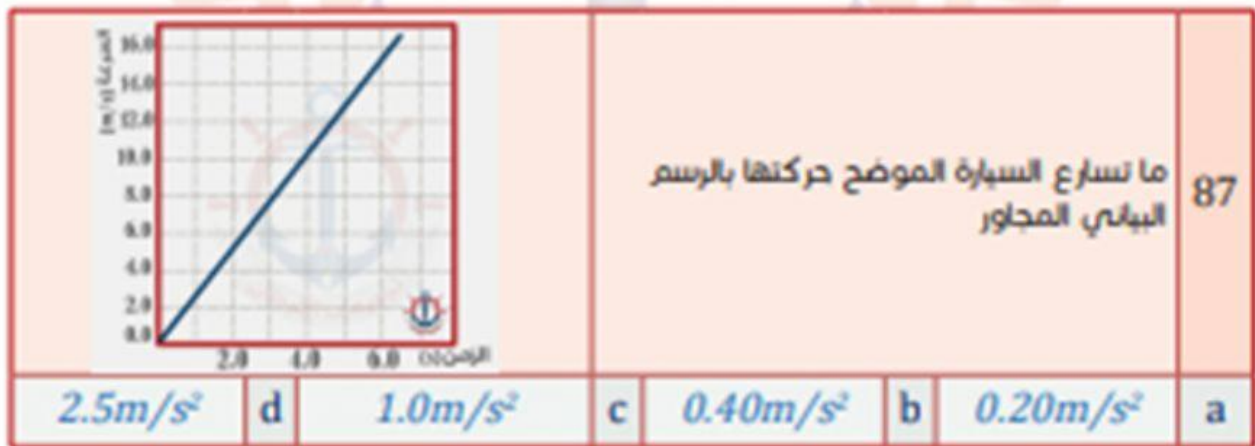 87
ما تسارع السيارة الموضح حركتها بالرسم
البياني المجاور
السرعة (m/s)
16.0
14.0
12.0
10.0
8.0
6.0
4.0
2.0
0.0
2.0 4.0 6.0 الزمن (s)
a 0.20m/s² b 0.40m/s² c 1.0m/s² d 2.5m/s²